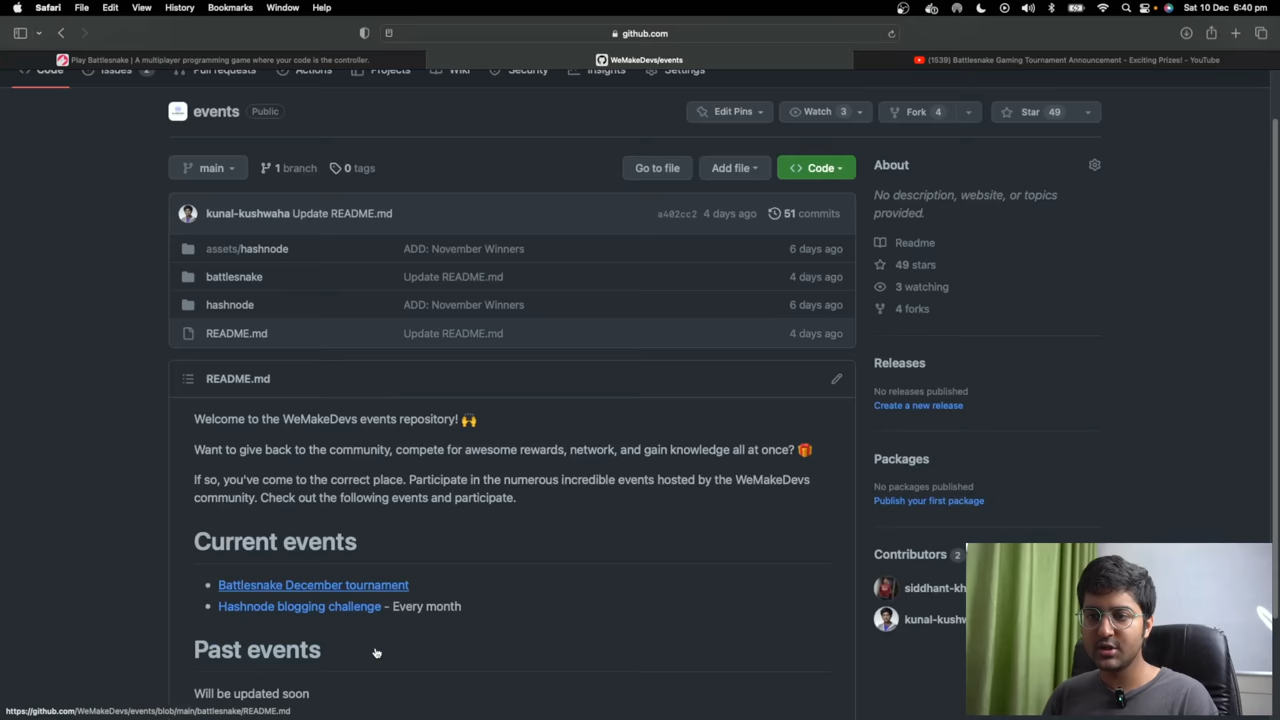 Safari File Edit View History Bookmarks Window Help Sat 10 Dec 6:40 pm
github.com
Play Battlesnake | A multiplayer programming game where your code is the controller. WeMakeDevs/events (1539) Battlesnake Gaming Tournament Announcement - Exciting Prizes! - YouTube
Code Issues 2 Pull requests Actions Projects Wiki Security Insights Settings
events Public Edit Pins Watch 3 Fork 4 Star 49
main 1 branch 0 tags Go to file Add file Code
kunal-kushwaha Update README.md a402cc2 4 days ago 51 commits
assets/hashnode ADD: November Winners 6 days ago
battlesnake Update README.md 4 days ago
hashnode ADD: November Winners 6 days ago
README.md Update README.md 4 days ago
README.md
Welcome to the WeMakeDevs events repository! 🙌
Want to give back to the community, compete for awesome rewards, network, and gain knowledge all at once? 🎁
If so, you've come to the correct place. Participate in the numerous incredible events hosted by the WeMakeDevs
community. Check out the following events and participate.
Current events
• Battlesnake December tournament
• Hashnode blogging challenge - Every month
Past events
Will be updated soon
About
No description, website, or topics
provided.
Readme
49 stars
3 watching
4 forks
Releases
No releases published
Create a new release
Packages
No packages published
Publish your first package
Contributors 2
siddhant-kh
kunal-kushw
https://github.com/WeMakeDevs/events/blob/main/battlesnake/README.md